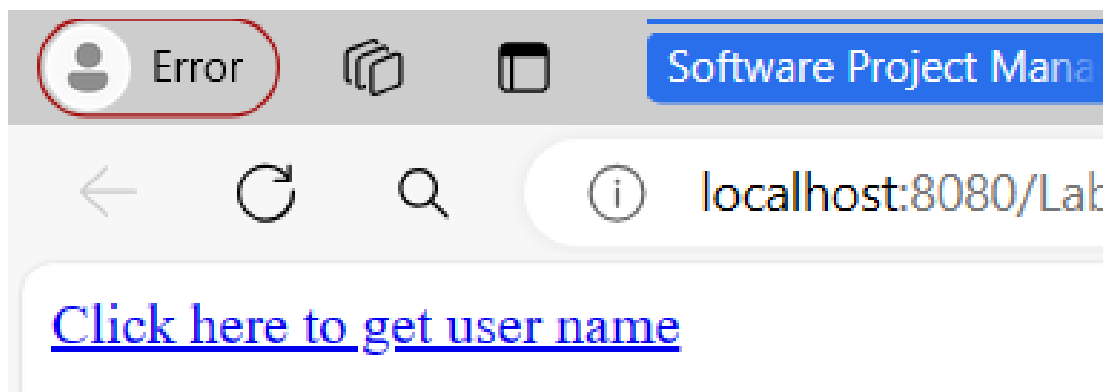 Error
Software Project Mana
localhost:8080/Lab
Click here to get user name